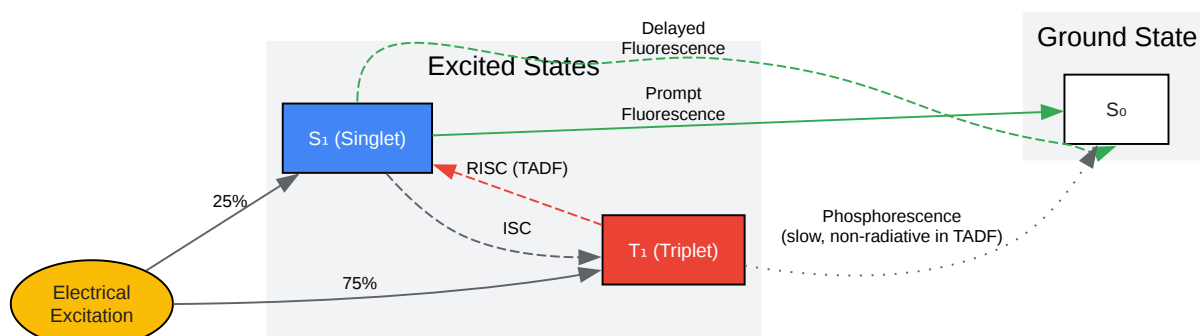 Delayed
Fluorescence
Ground State
Excited States
Prompt
Fluorescence
S₀
S₁ (Singlet)
RISC (TADF)
25%
ISC
Phosphorescence
(slow, non-radiative in TADF)
T₁ (Triplet)
75%
Electrical
Excitation